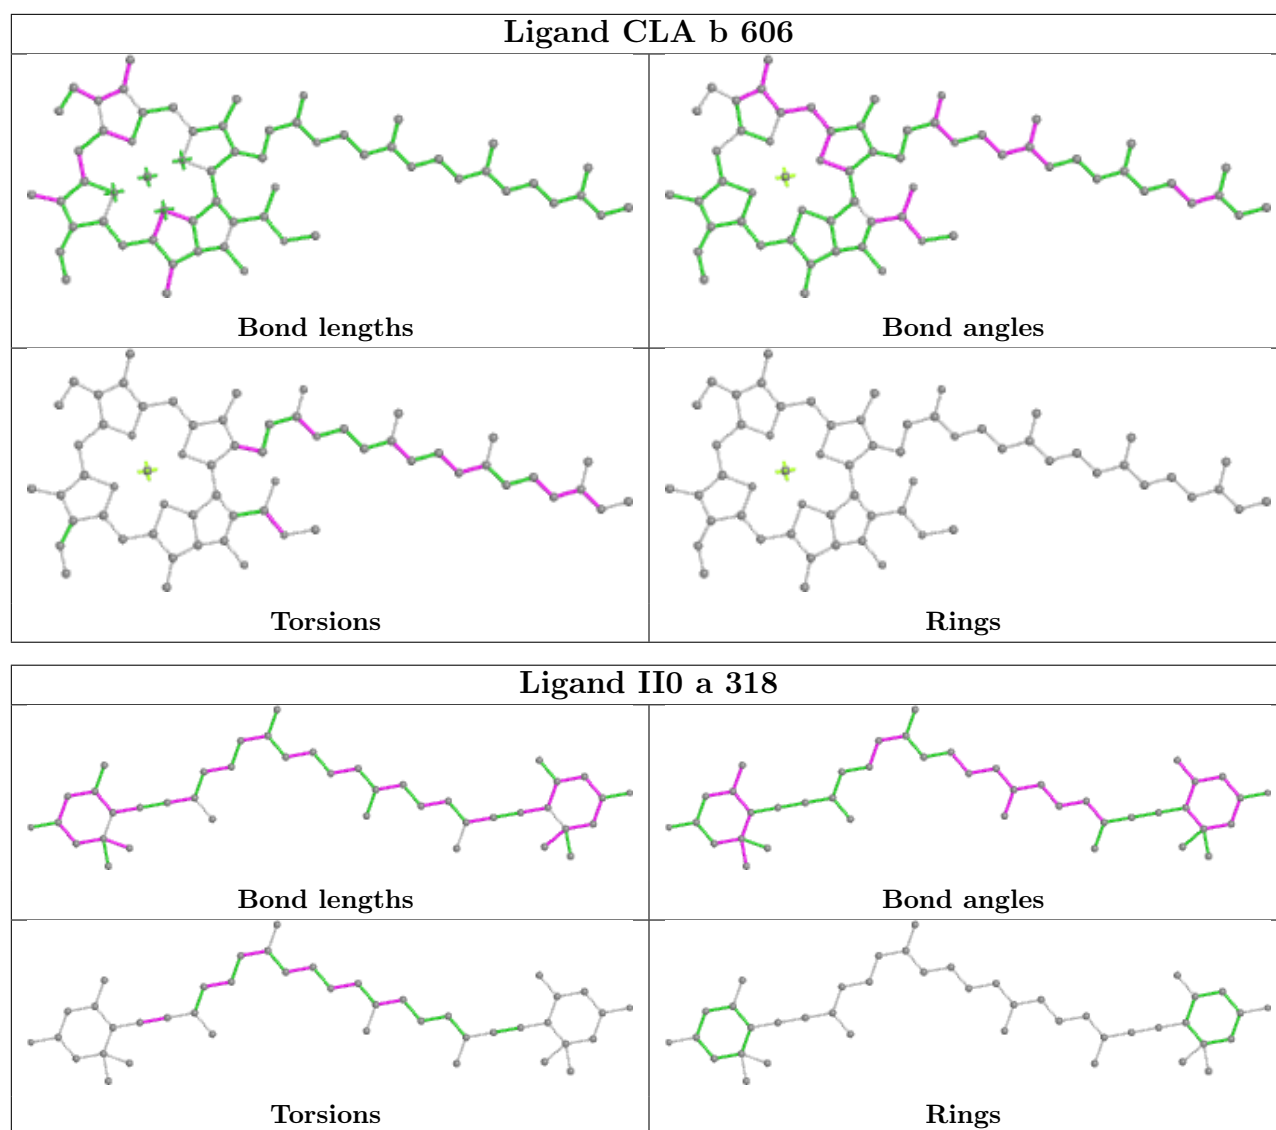 Ligand CLA b 606
Bond lengths
Bond angles
Torsions
Rings
Ligand II0 a 318
Bond lengths
Bond angles
Torsions
Rings